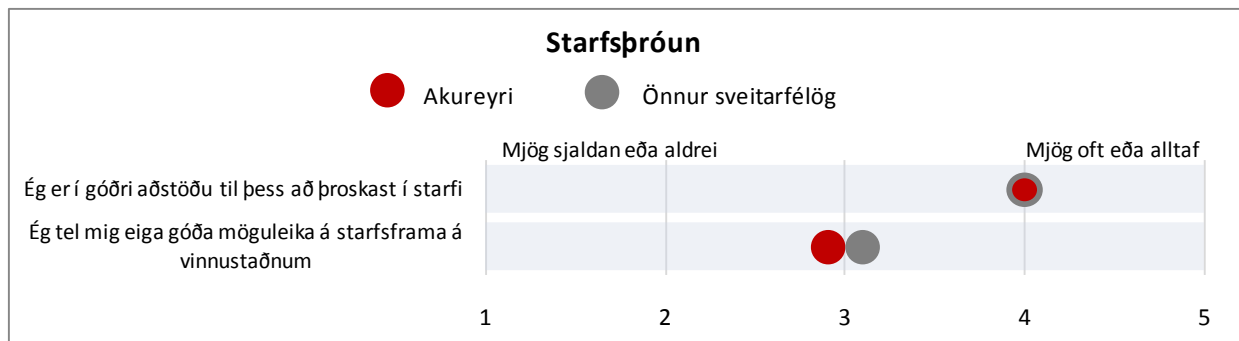 Starfsþróun
Akureyri
Önnur sveitarfélög
Mjög sjaldan eða aldrei
Mjög oft eða alltaf
Ég er í góðri aðstöðu til þess að þroskast í starfi
Ég tel mig eiga góða möguleika á starfsframa á
vinnustaðnum
1 2 3 4 5